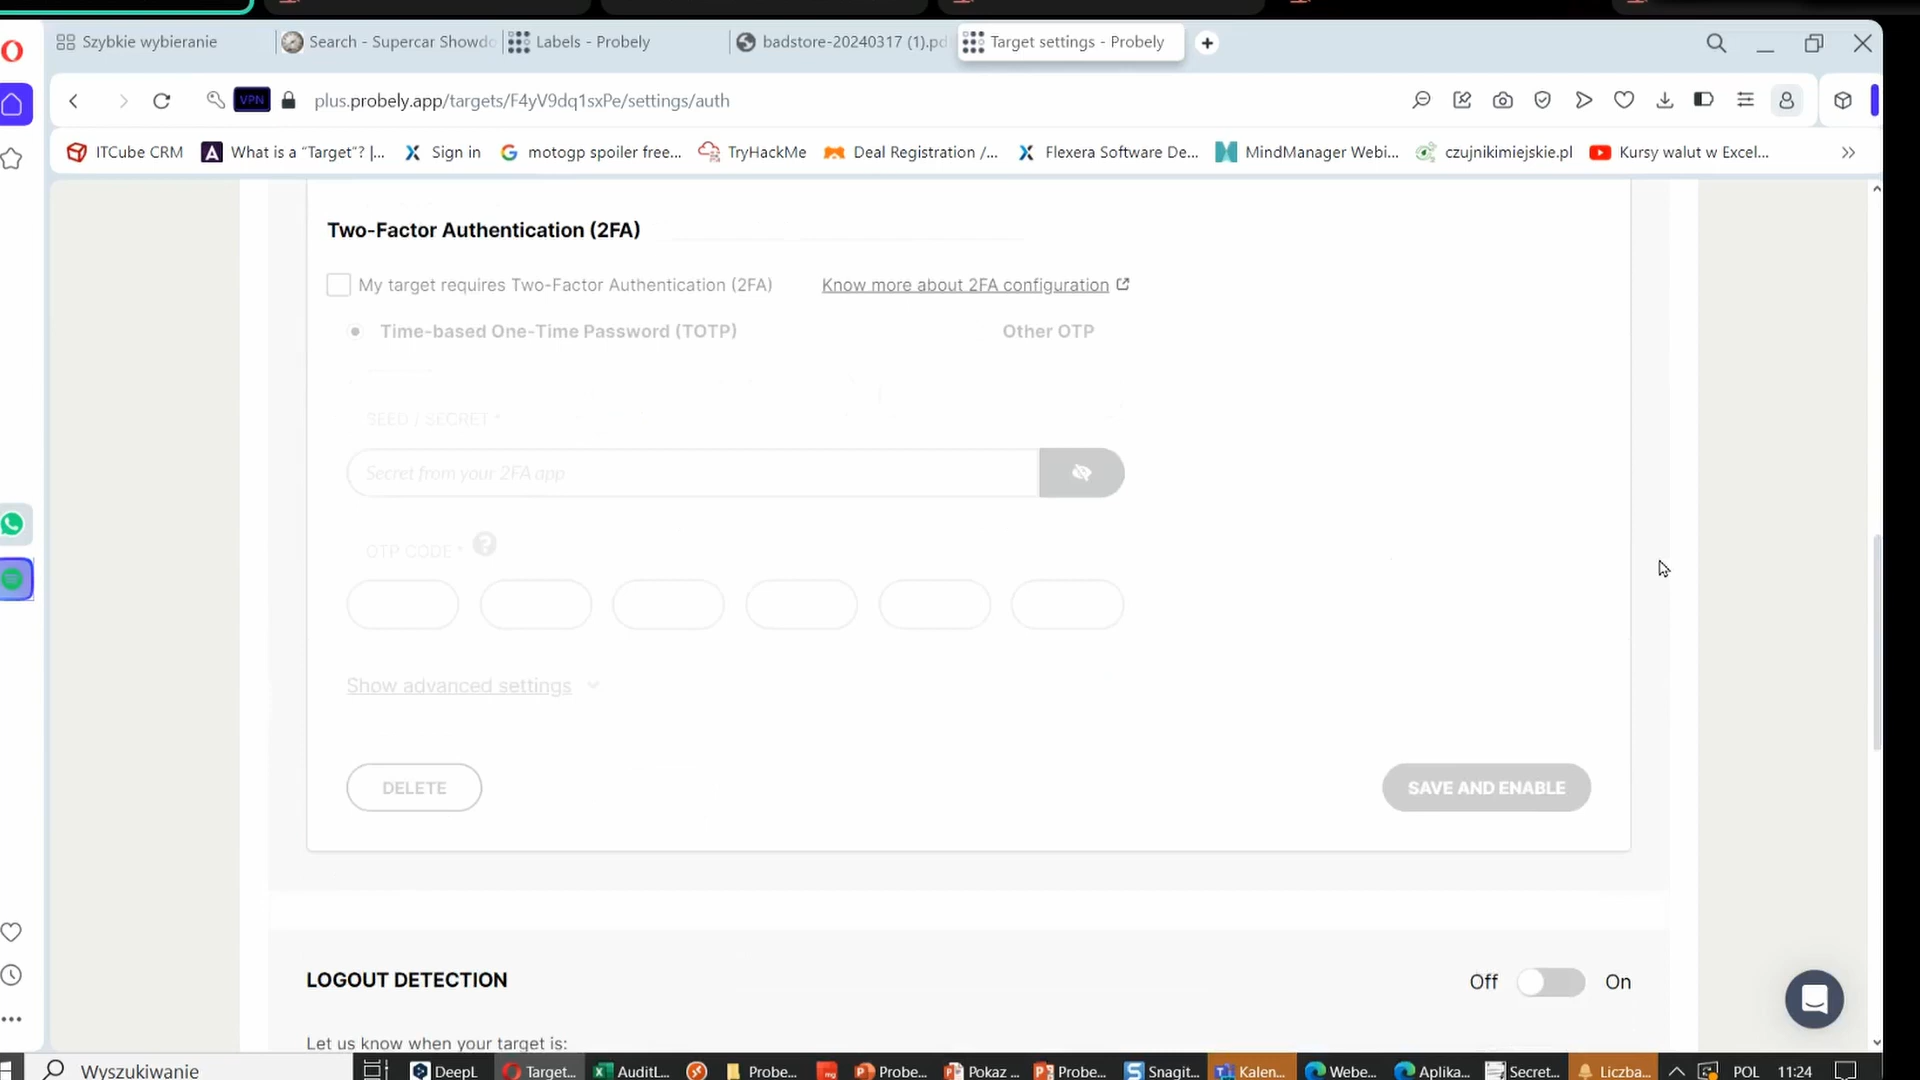 Szybkie wybieranie
Search - Supercar Showdo
Labels - Probely
badstore-20240317 (1).pd
Target settings - Probely
VPN
plus.probely.app/targets/F4yV9dq1sxPe/settings/auth
ITCube CRM
What is a “Target”? |...
Sign in
motogp spoiler free...
TryHackMe
Deal Registration /...
Flexera Software De...
MindManager Webi...
czujnikimiejskie.pl
Kursy walut w Excel...
Two-Factor Authentication (2FA)
My target requires Two-Factor Authentication (2FA)
Know more about 2FA configuration
Time-based One-Time Password (TOTP)
Other OTP
SEED / SECRET *
Secret from your 2FA app
OTP CODE *
Show advanced settings
DELETE
SAVE AND ENABLE
LOGOUT DETECTION
Off
On
Let us know when your target is:
Wyszukiwanie
DeepL
Target...
AuditL...
Probe...
Probe...
Pokaz ...
Probe...
Snagit...
Kalen...
Webe...
Aplika...
Secret...
Liczba...
POL
11:24